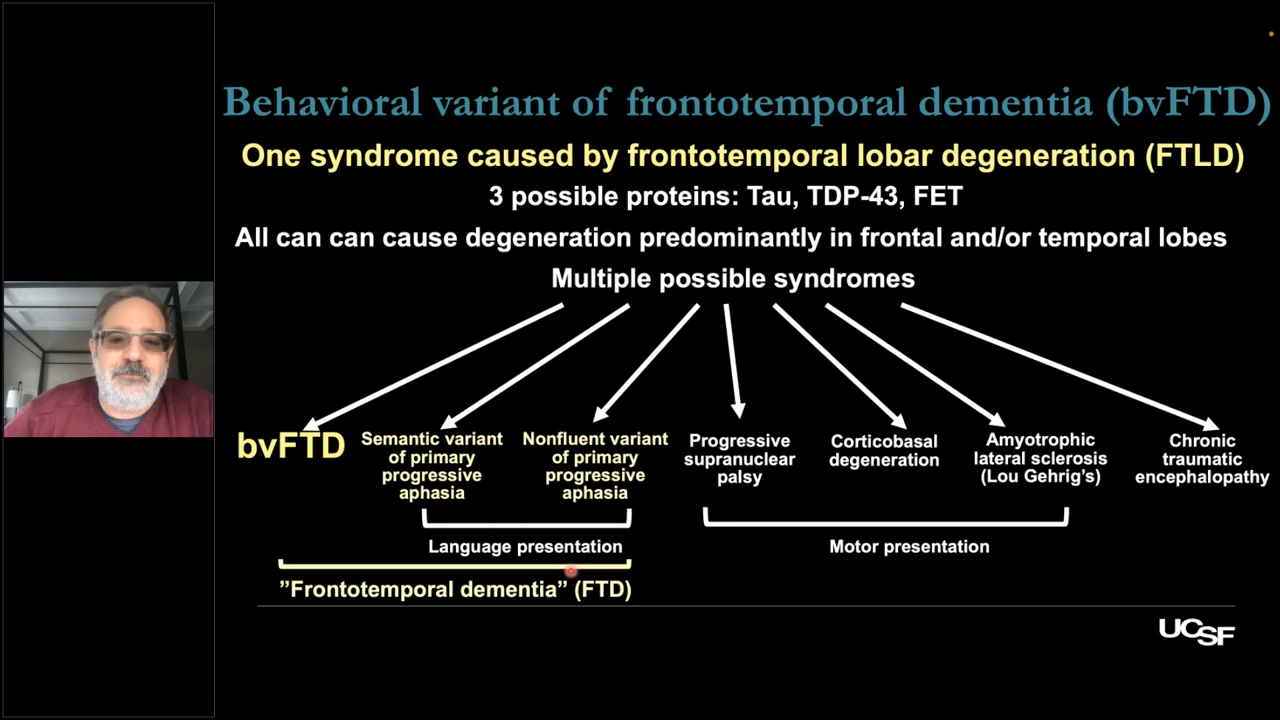 Behavioral variant of frontotemporal dementia (bvFTD)
One syndrome caused by frontotemporal lobar degeneration (FTLD)
3 possible proteins: Tau, TDP-43, FET
All can can cause degeneration predominantly in frontal and/or temporal lobes
Multiple possible syndromes
bvFTD
Semantic variant
of primary
progressive
aphasia
Nonfluent variant
of primary
progressive
aphasia
Progressive
supranuclear
palsy
Corticobasal
degeneration
Amyotrophic
lateral sclerosis
(Lou Gehrig's)
Chronic
traumatic
encephalopathy
Language presentation
Motor presentation
”Frontotemporal dementia” (FTD)
UCSF